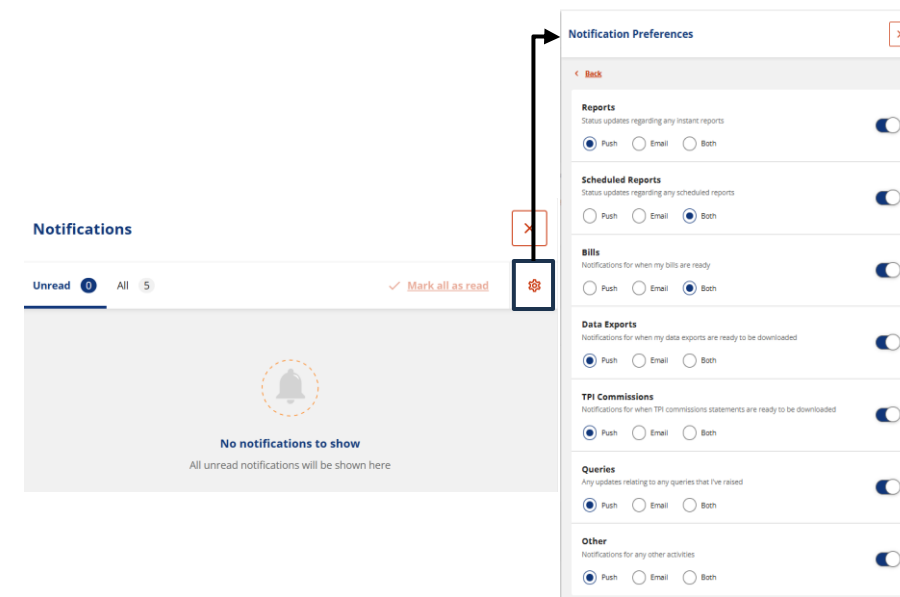 Notifications
Unread 0 All 5 Mark all as read
No notifications to show
All unread notifications will be shown here
Notification Preferences
Back
Reports
Status updates regarding any instant reports
Push Email Both
Scheduled Reports
Status updates regarding any scheduled reports
Push Email Both
Bills
Notifications for when my bills are ready
Push Email Both
Data Exports
Notifications for when my data exports are ready to be downloaded
Push Email Both
TPI Commissions
Notifications for when TPI commissions statements are ready to be downloaded
Push Email Both
Queries
Any updates relating to any queries that I've raised
Push Email Both
Other
Notifications for any other activities
Push Email Both